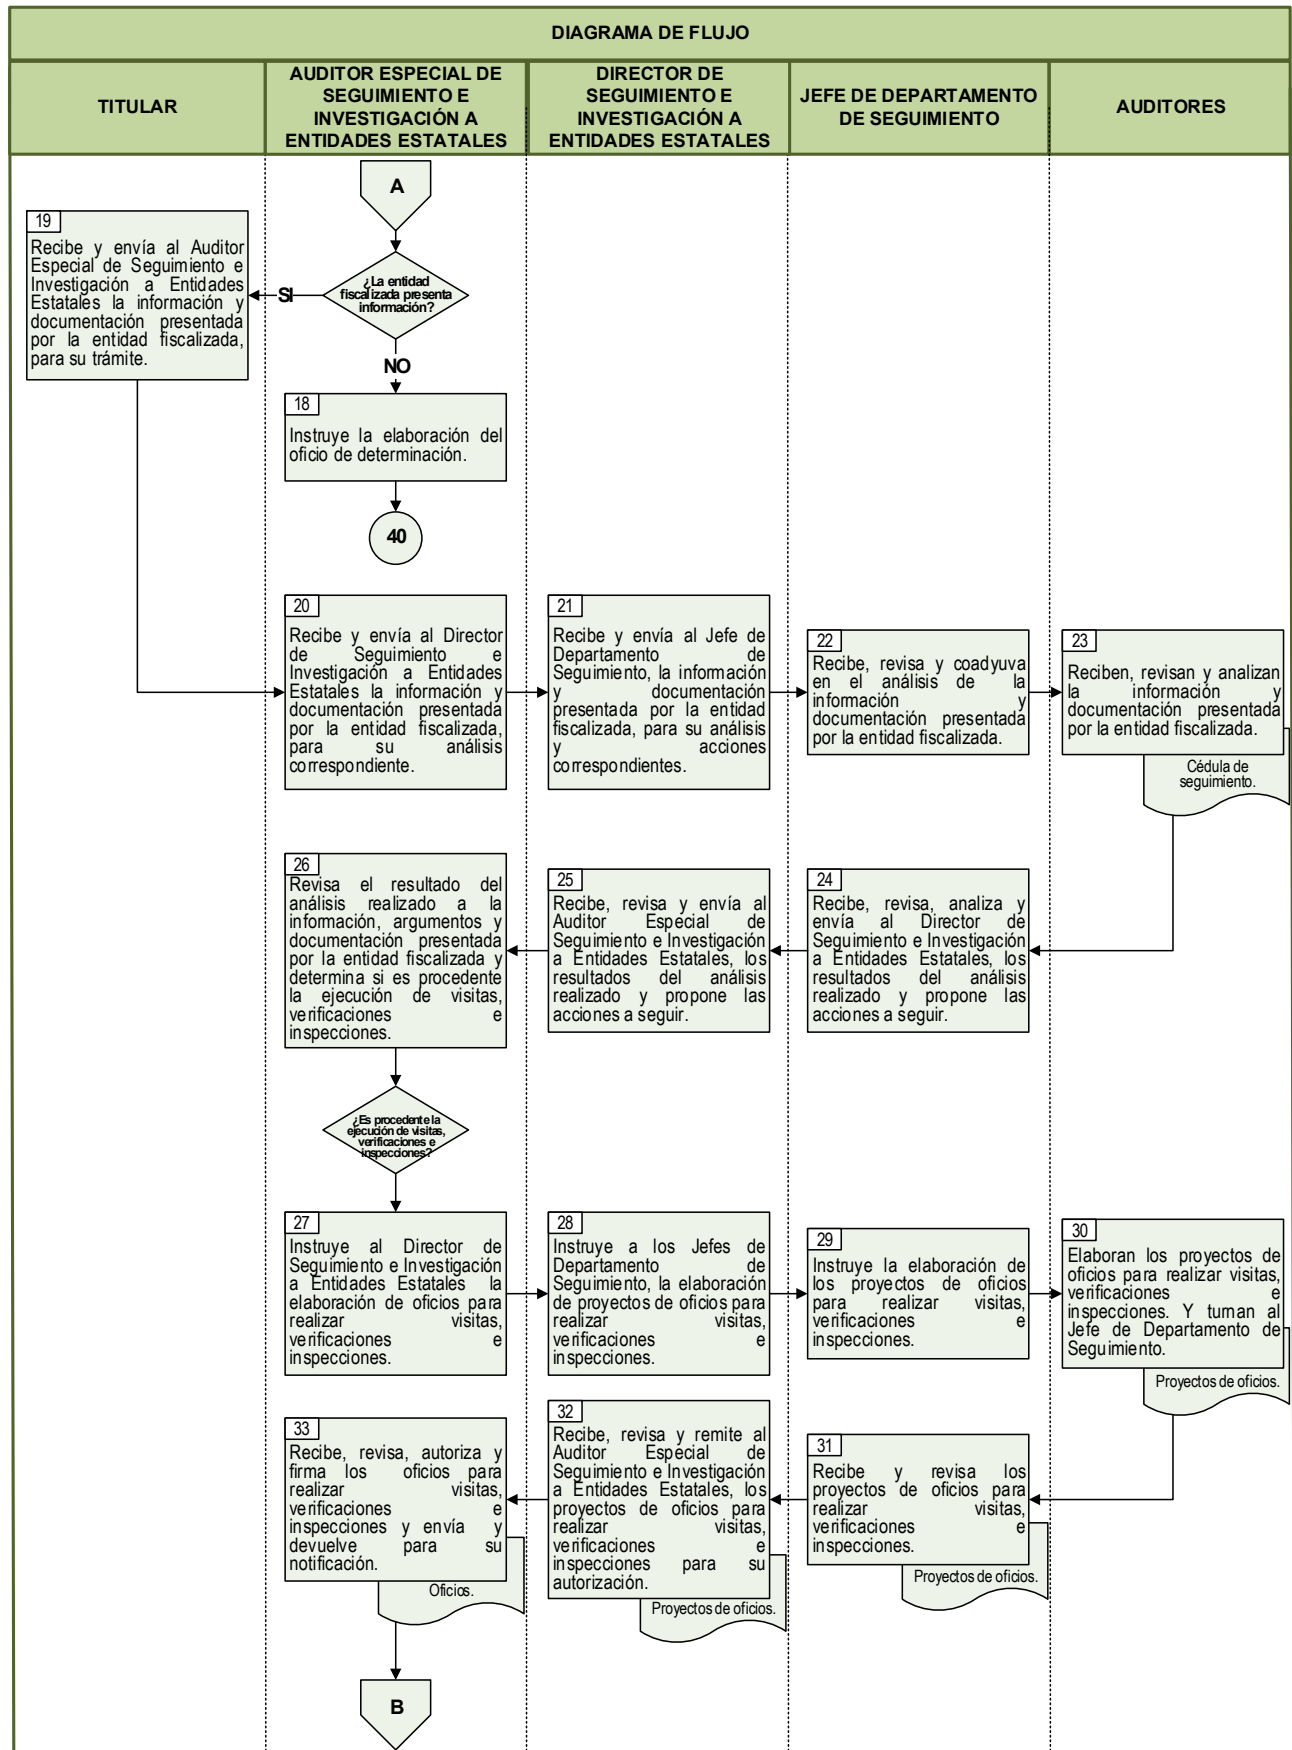 DIAGRAMA DE FLUJO
TITULAR
AUDITOR ESPECIAL DE
SEGUIMIENTO E
INVESTIGACIÓN A
ENTIDADES ESTATALES
DIRECTOR DE
SEGUIMIENTO E
INVESTIGACIÓN A
ENTIDADES ESTATALES
JEFE DE DEPARTAMENTO
DE SEGUIMIENTO
AUDITORES
A
¿La entidad
fiscalizada presenta
información?
SI
NO
19
Recibe y envía al Auditor
Especial de Seguimiento e
Investigación a Entidades
Estatales la información y
documentación presentada
por la entidad fiscalizada,
para su trámite.
18
Instruye la elaboración del
oficio de determinación.
40
20
Recibe y envía al Director
de Seguimiento e
Investigación a Entidades
Estatales la información y
documentación presentada
por la entidad fiscalizada,
para su análisis
correspondiente.
21
Recibe y envía al Jefe de
Departamento de
Seguimiento, la información
y documentación
presentada por la entidad
fiscalizada, para su análisis
y acciones
correspondientes.
22
Recibe, revisa y coadyuva
en el análisis de la
información y
documentación presentada
por la entidad fiscalizada.
23
Reciben, revisan y analizan
la información y
documentación presentada
por la entidad fiscalizada.
Cédula de
seguimiento.
26
Revisa el resultado del
análisis realizado a la
información, argumentos y
documentación presentada
por la entidad fiscalizada y
determina si es procedente
la ejecución de visitas,
verificaciones e
inspecciones.
25
Recibe, revisa y envía al
Auditor Especial de
Seguimiento e Investigación
a Entidades Estatales, los
resultados del análisis
realizado y propone las
acciones a seguir.
24
Recibe, revisa, analiza y
envía al Director de
Seguimiento e Investigación
a Entidades Estatales, los
resultados del análisis
realizado y propone las
acciones a seguir.
¿Es procedente la
ejecución de visitas,
verificaciones e
inspecciones?
27
Instruye al Director de
Seguimiento e Investigación
a Entidades Estatales la
elaboración de oficios para
realizar visitas,
verificaciones e
inspecciones.
28
Instruye a los Jefes de
Departamento de
Seguimiento, la elaboración
de proyectos de oficios para
realizar visitas,
verificaciones e
inspecciones.
29
Instruye la elaboración de
los proyectos de oficios
para realizar visitas,
verificaciones e
inspecciones.
30
Elaboran los proyectos de
oficios para realizar visitas,
verificaciones e
inspecciones. Y turnan al
Jefe de Departamento de
Seguimiento.
Proyectos de oficios.
33
Recibe, revisa, autoriza y
firma los oficios para
realizar visitas,
verificaciones e
inspecciones y envía y
devuelve para su
notificación.
Oficios.
32
Recibe, revisa y remite al
Auditor Especial de
Seguimiento e Investigación
a Entidades Estatales, los
proyectos de oficios para
realizar visitas,
verificaciones e
inspecciones para su
autorización.
Proyectos de oficios.
31
Recibe y revisa los
proyectos de oficios para
realizar visitas,
verificaciones e
inspecciones.
Proyectos de oficios.
B